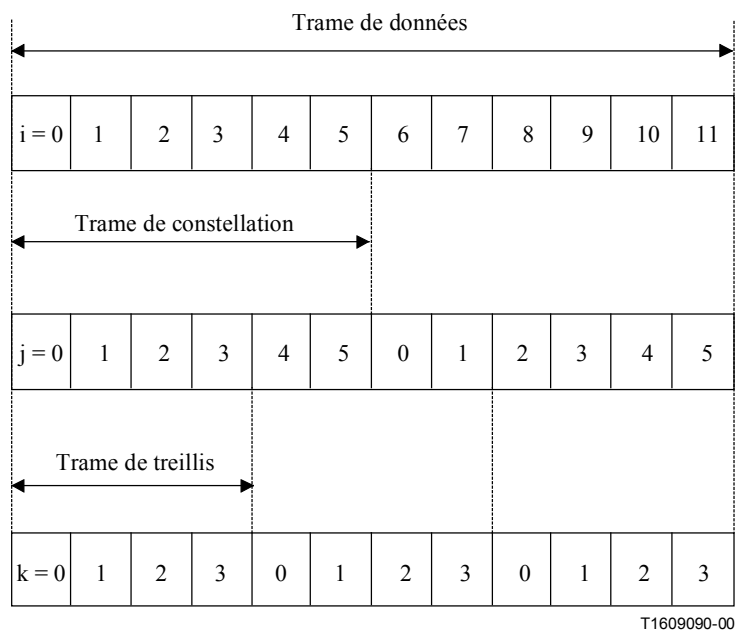 Trame de données
i = 0 1 2 3 4 5 6 7 8 9 10 11
Trame de constellation
j = 0 1 2 3 4 5 0 1 2 3 4 5
Trame de treillis
k = 0 1 2 3 0 1 2 3 0 1 2 3
T1609090-00